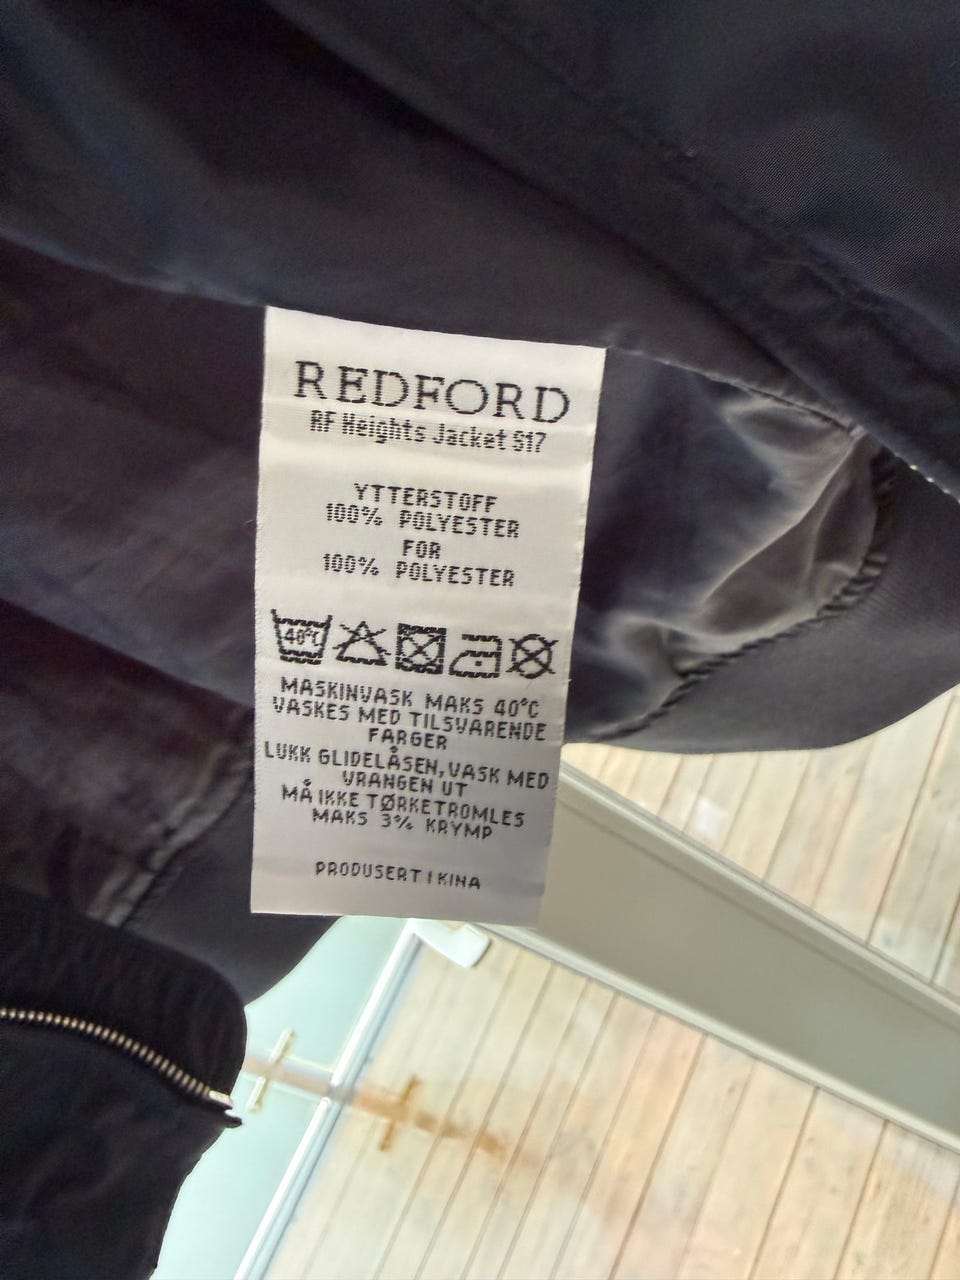 REDFORD
RF Heights Jacket S17
YTTERSTOFF
100% POLYESTER
FOR
100% POLYESTER
40°C
MASKINVASK MAKS 40°C
VASKES MED TILSVARENDE
FARGER
LUKK GLIDELÅSEN, VASK MED
VRANGEN UT
MÅ IKKE TØRKETROMLES
MAKS 3% KRYMP
PRODUSERT I KINA